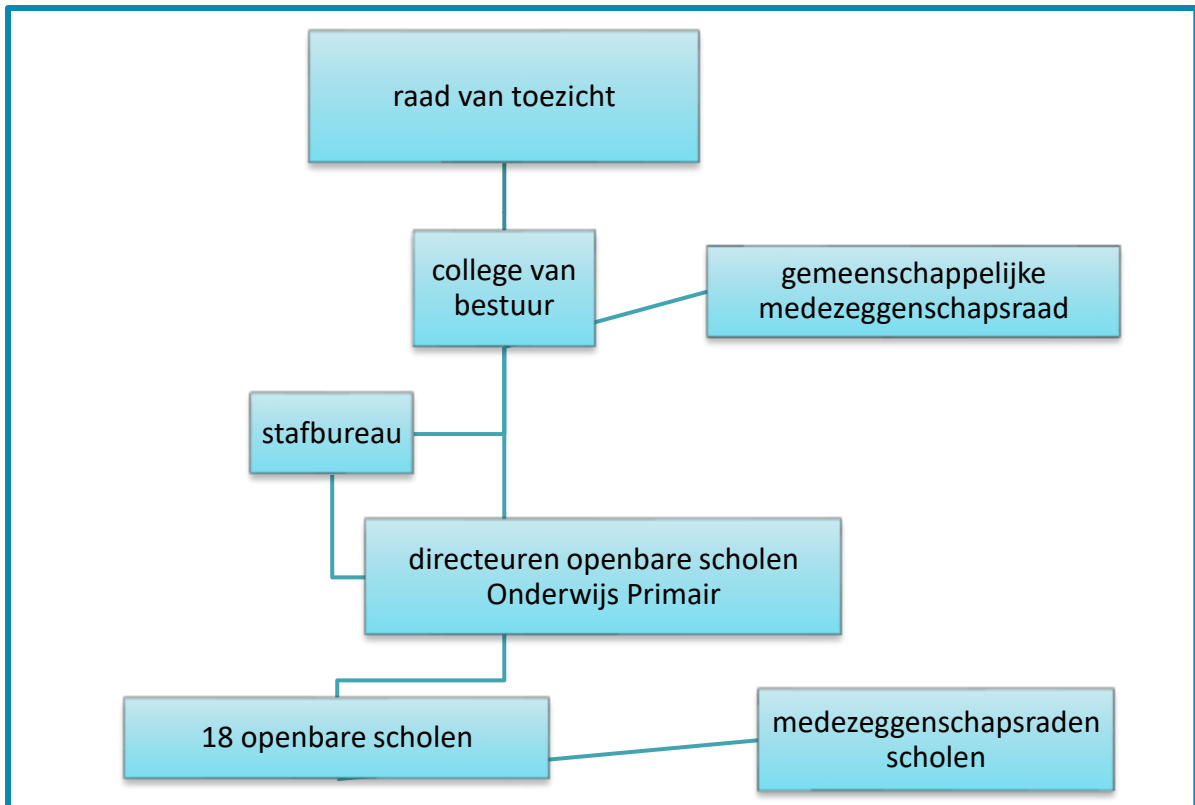 raad van toezicht
college van
bestuur
gemeenschappelijke
medezeggenschapsraad
stafbureau
directeuren openbare scholen
Onderwijs Primair
18 openbare scholen
medezeggenschapsraden
scholen